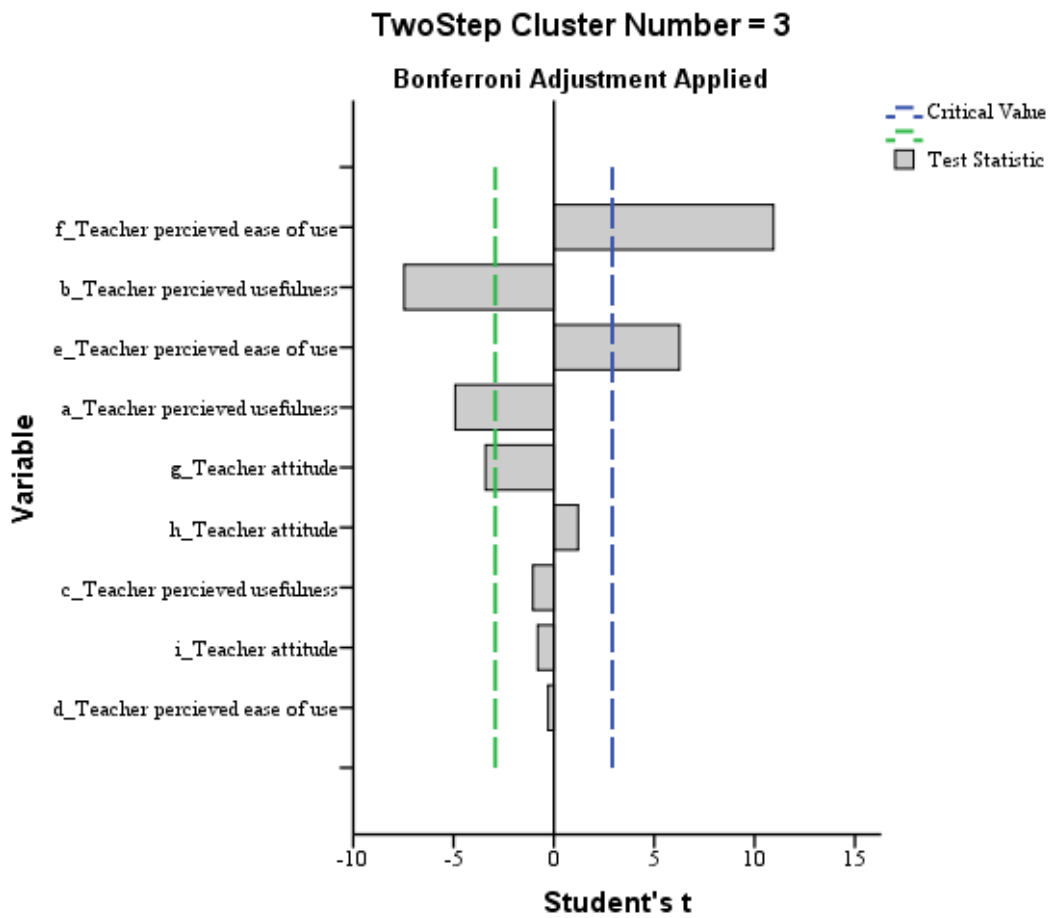 TwoStep Cluster Number = 3
Bonferroni Adjustment Applied
Critical Value
Test Statistic
Variable
f_Teacher percieved ease of use
b_Teacher percieved usefulness
e_Teacher percieved ease of use
a_Teacher percieved usefulness
g_Teacher attitude
h_Teacher attitude
c_Teacher percieved usefulness
i_Teacher attitude
d_Teacher percieved ease of use
-10 -5 0 5 10 15
Student's t